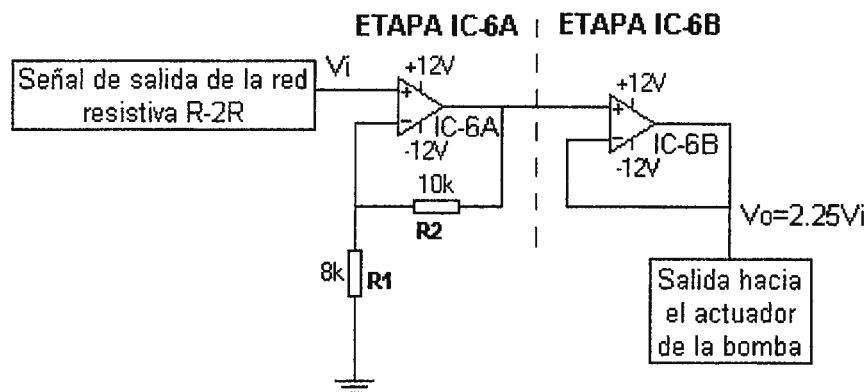 ETAPA IC-6A
ETAPA IC-6B
Señal de salida de la red
resistiva R-2R
Vi
+12V
+
-
IC-6A
-12V
10k
R2
8k
R1
+12V
+
-
IC-6B
-12V
Vo=2.25Vi
Salida hacia
el actuador
de la bomba